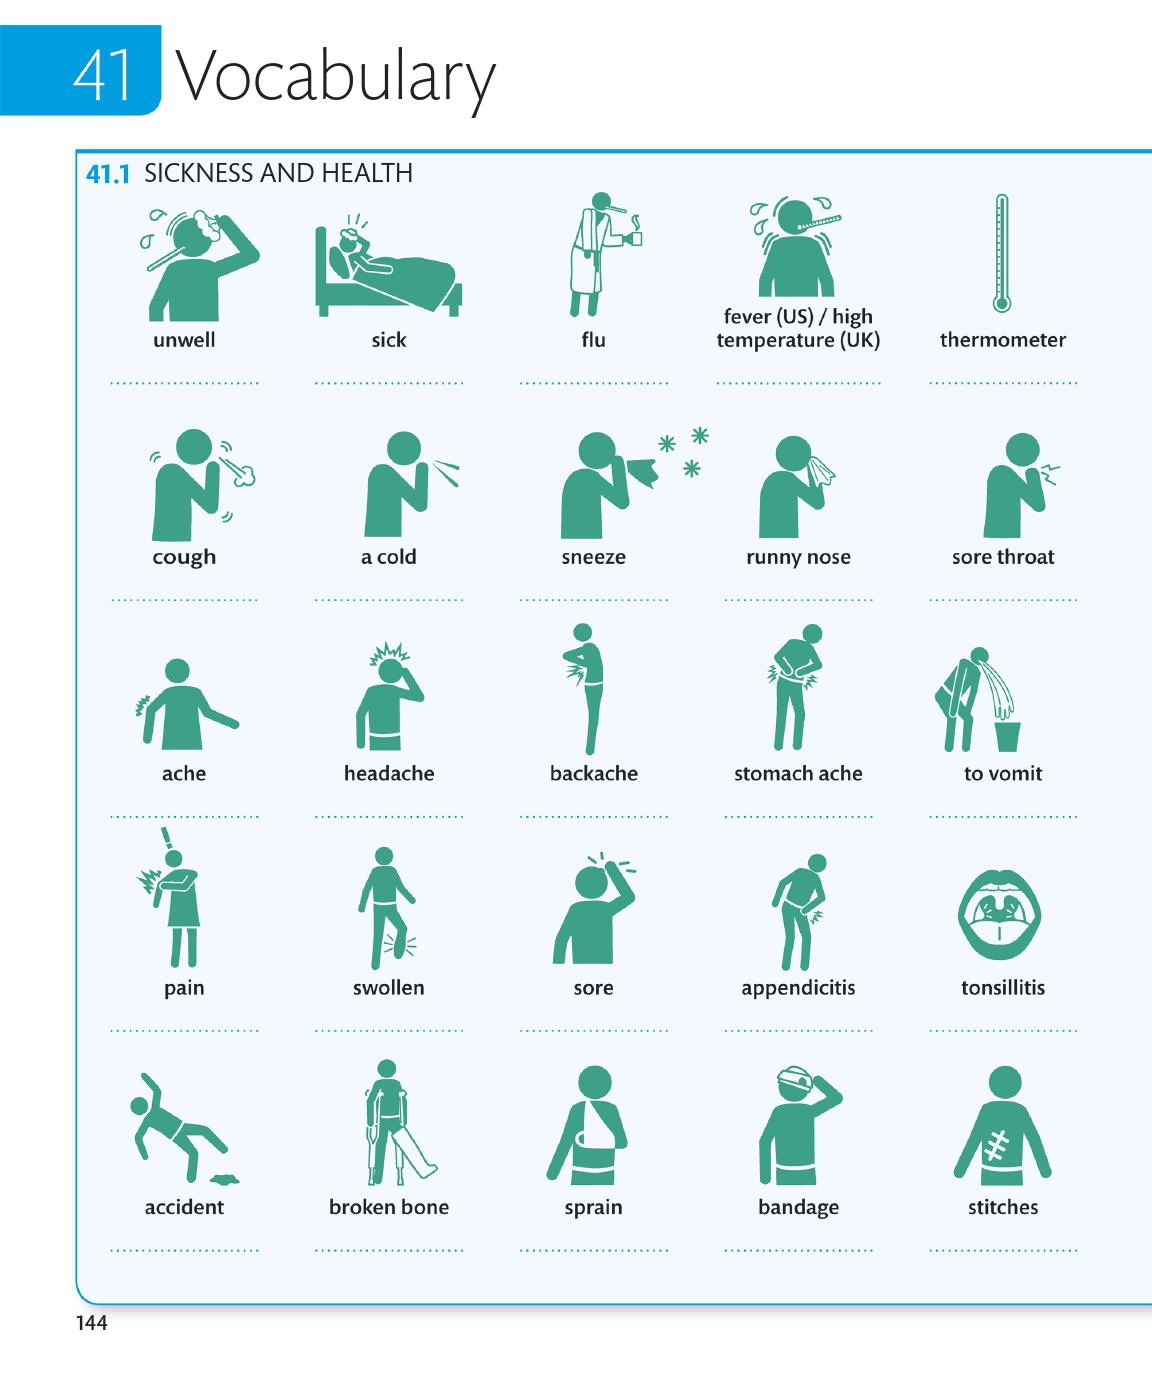 41 Vocabulary
41.1 SICKNESS AND HEALTH
unwell
sick
flu
fever (US) / high
temperature (UK)
thermometer
cough
a cold
sneeze
runny nose
sore throat
ache
headache
backache
stomach ache
to vomit
pain
swollen
sore
appendicitis
tonsillitis
accident
broken bone
sprain
bandage
stitches
144